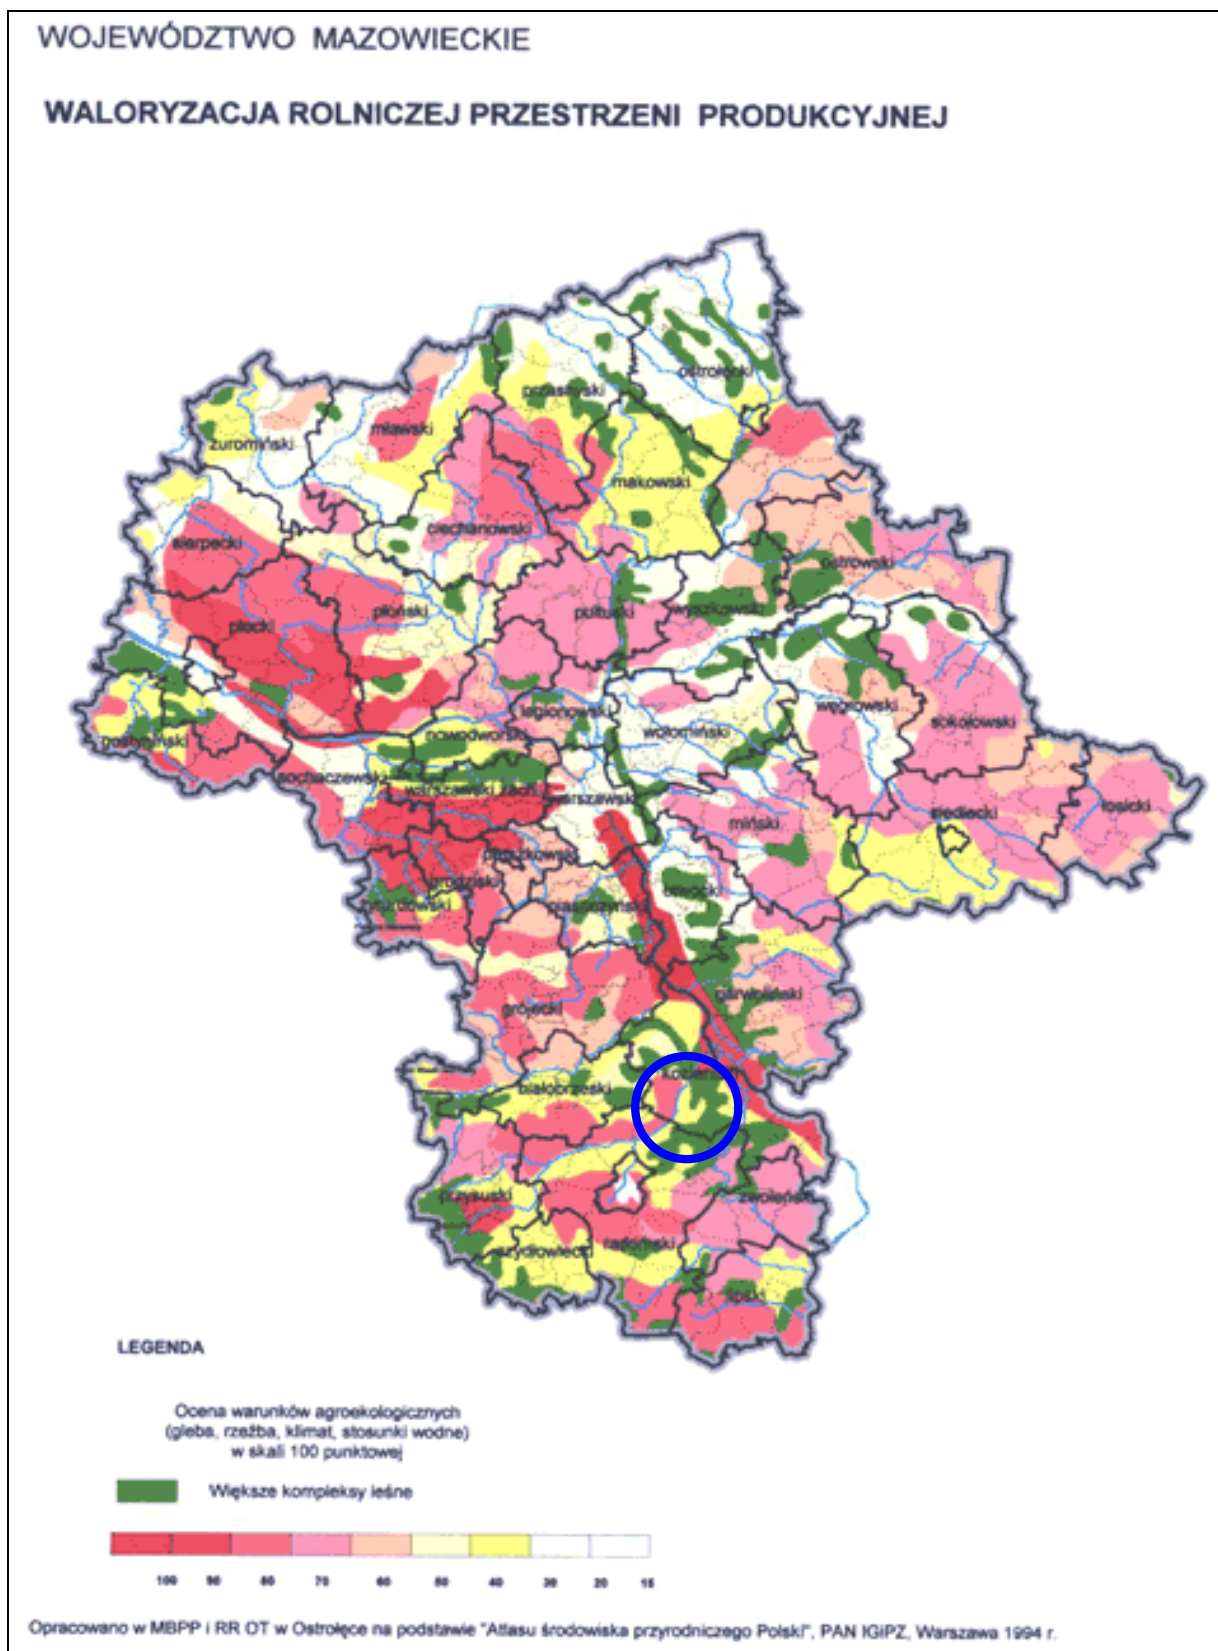 WOJEWÓDZTWO MAZOWIECKIE
WALORYZACJA ROLNICZEJ PRZESTRZENI PRODUKCYJNEJ
ostrołęcki
przasnyski
mławski
żuromiński
makowski
ciechanowski
sierpecki
ostrowski
płoński
pułtuski
wyszkowski
płocki
legionowski
węgrowski
sokołowski
nowodworski
wołomiński
gostyniński
sochaczewski
warszawski zach.
warszawski
łosicki
siedlecki
miński
pruszkowski
grodziski
otwocki
żyrardowski
piaseczyński
garwoliński
grójecki
białobrzeski
przysuski
zwoleński
radomski
szydłowiecki
lipski
LEGENDA
Ocena warunków agroekologicznych
(gleba, rzeźba, klimat, stosunki wodne)
w skali 100 punktowej
Większe kompleksy leśne
100 90 80 70 60 50 40 30 20 15
Opracowano w MBPP i RR OT w Ostrołęce na podstawie "Atlasu środowiska przyrodniczego Polski", PAN IGiPZ, Warszawa 1994 r.